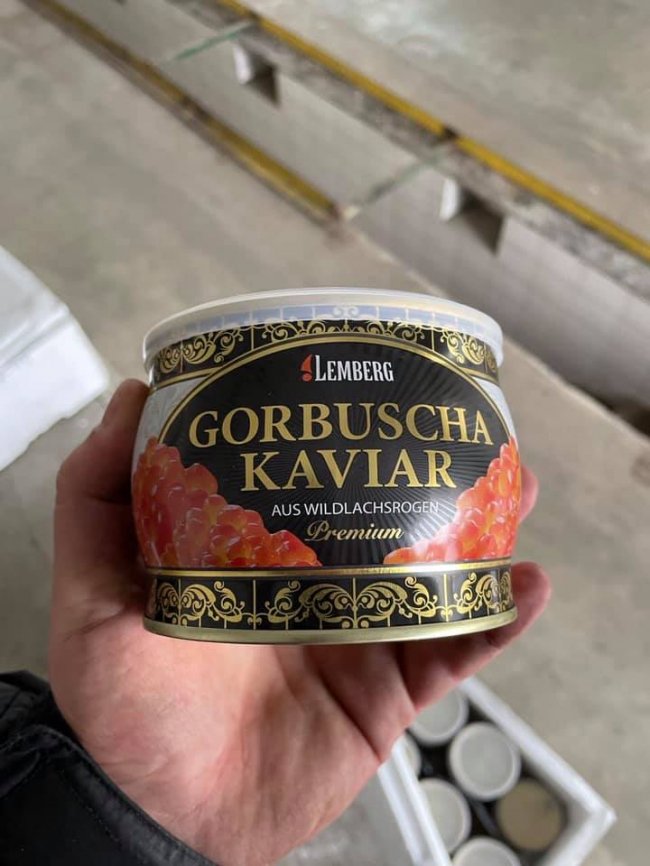 LEMBERG
GORBUSCHA
KAVIAR
AUS WILDLACHSROGEN
Premium